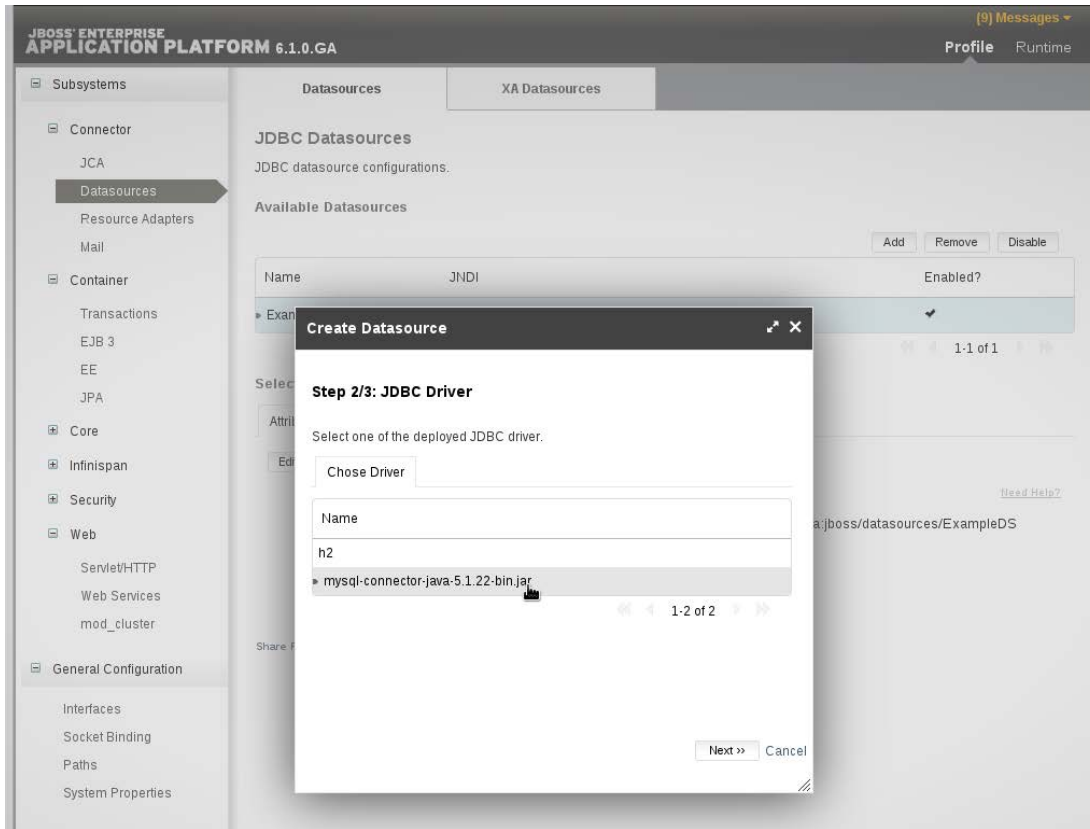 (9) Messages
JBOSS' ENTERPRISE
APPLICATION PLATFORM 6.1.0.GA
Profile Runtime
Subsystems
Connector
JCA
Datasources
Resource Adapters
Mail
Container
Transactions
EJB 3
EE
JPA
Core
Infinispan
Security
Web
Servlet/HTTP
Web Services
mod_cluster
General Configuration
Interfaces
Socket Binding
Paths
System Properties
Datasources XA Datasources
JDBC Datasources
JDBC datasource configurations.
Available Datasources
Add Remove Disable
Name JNDI Enabled?
Exan
1-1 of 1
Selec
Attril
Edi
Need Help?
a:jboss/datasources/ExampleDS
Share
Create Datasource
Step 2/3: JDBC Driver
Select one of the deployed JDBC driver.
Chose Driver
Name
h2
mysql-connector-java-5.1.22-bin.jar
1-2 of 2
Next >> Cancel